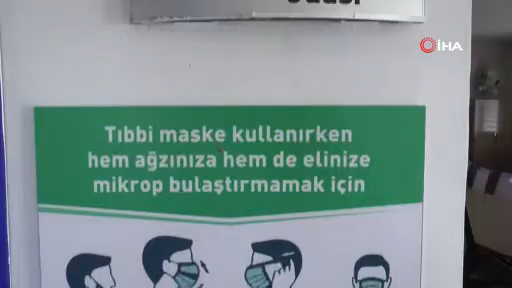 İHA
Tıbbi maske kullanırken
hem ağzınıza hem de elinize
mikrop bulaştırmamak için